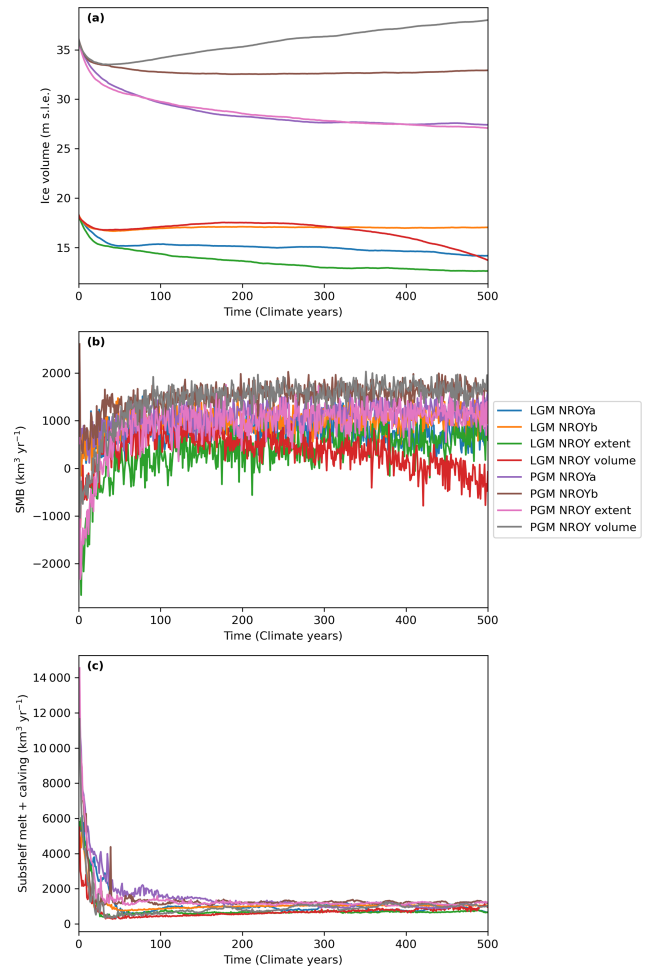 (a)
35
30
25
20
15
Ice volume (m s.l.e.)
0 100 200 300 400 500
Time (Climate years)
(b)
2000
1000
0
−1000
−2000
SMB (km³ yr⁻¹)
0 100 200 300 400 500
Time (Climate years)
LGM NROYa
LGM NROYb
LGM NROY extent
LGM NROY volume
PGM NROYa
PGM NROYb
PGM NROY extent
PGM NROY volume
(c)
14 000
12 000
10 000
8000
6000
4000
2000
0
Subshelf melt + calving (km³ yr⁻¹)
0 100 200 300 400 500
Time (Climate years)